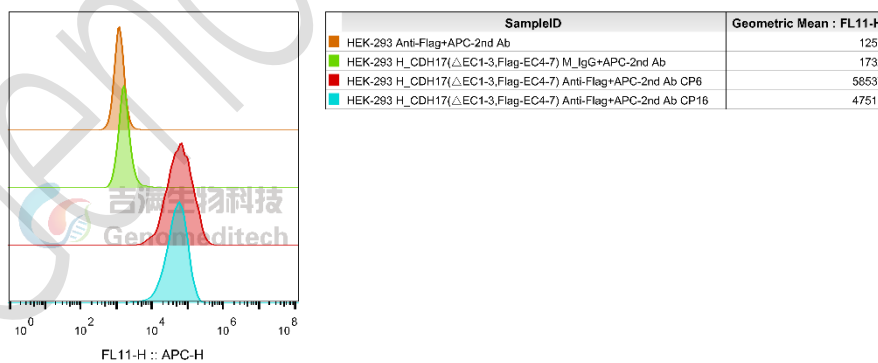 SampleID Geometric Mean : FL11-H
HEK-293 Anti-Flag+APC-2nd Ab 125
HEK-293 H_CDH17(△EC1-3,Flag-EC4-7) M_IgG+APC-2nd Ab 173
HEK-293 H_CDH17(△EC1-3,Flag-EC4-7) Anti-Flag+APC-2nd Ab CP6 5853
HEK-293 H_CDH17(△EC1-3,Flag-EC4-7) Anti-Flag+APC-2nd Ab CP16 4751
吉满生物科技
Genomeditech
10^0 10^2 10^4 10^6 10^8
FL11-H :: APC-H